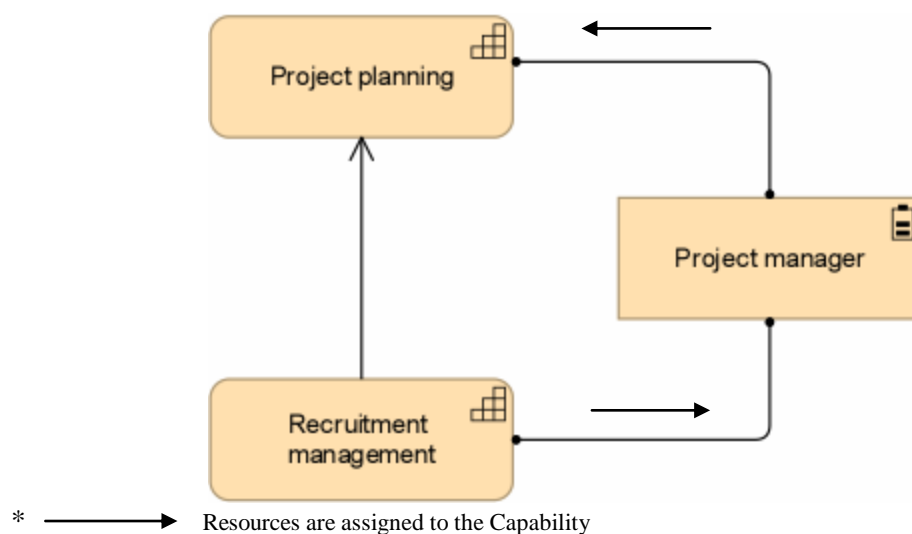 Project planning
Project manager
Recruitment
management
* Resources are assigned to the Capability